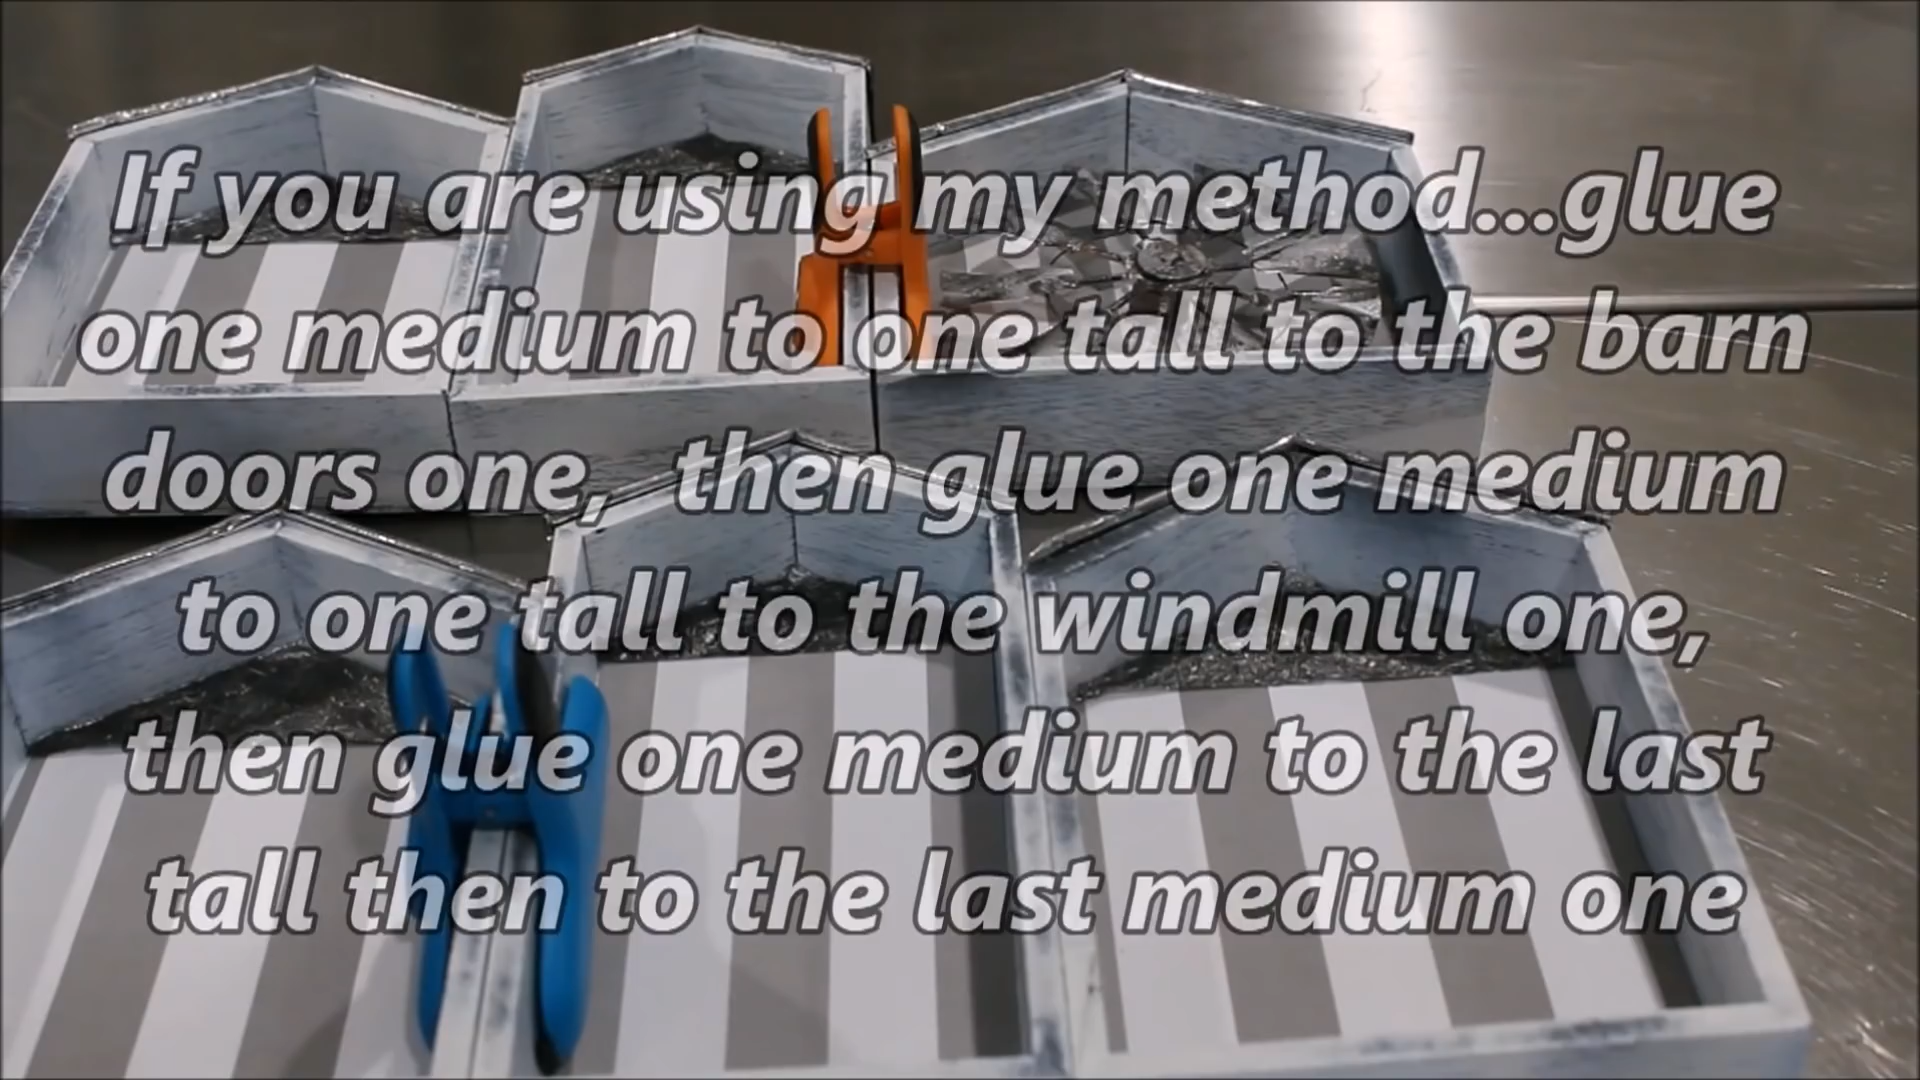 If you are using my method...glue
one medium to one tall to the barn
doors one, then glue one medium
to one tall to the windmill one,
then glue one medium to the last
tall then to the last medium one